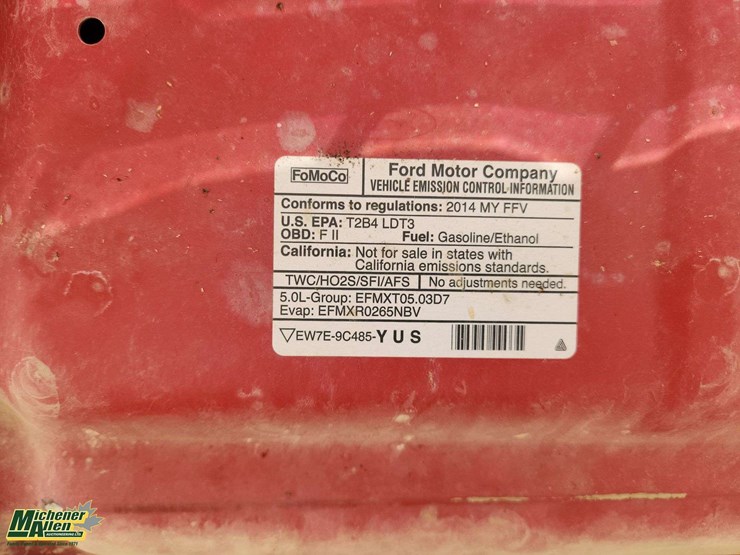 FoMoCo
Ford Motor Company
VEHICLE EMISSION CONTROL INFORMATION
Conforms to regulations: 2014 MY FFV
U.S. EPA: T2B4 LDT3
OBD: F II Fuel: Gasoline/Ethanol
California: Not for sale in states with
California emissions standards.
TWC/HO2S/SFI/AFS No adjustments needed.
5.0L-Group: EFMXT05.03D7
Evap: EFMXR0265NBV
EW7E-9C485-Y U S
Michener
Allen
AUCTIONEERING LTD.